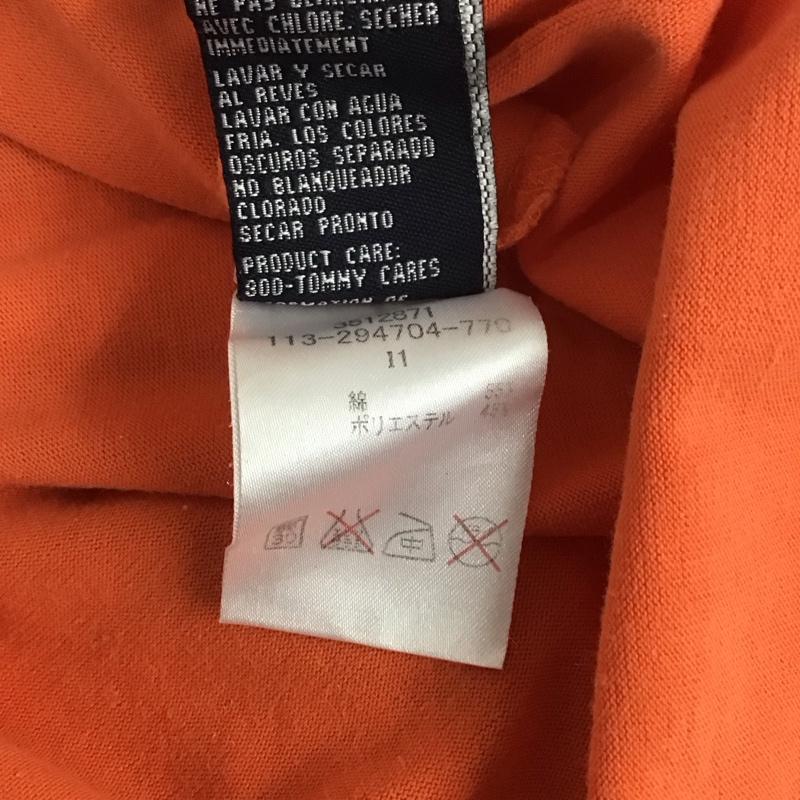 NE PAS
AVEC CHLORE. SECHER
IMMEDIATEMENT
LAVAR Y SECAR
AL REVES
LAVAR CON AGUA
FRIA. LOS COLORES
OSCUROS SEPARADO
NO BLANQUEADOR
CLORADO
SECAR PRONTO
PRODUCT CARE:
800-TOMMY CARES
3512871
113-294704-770
11
綿
ポリエステル
中